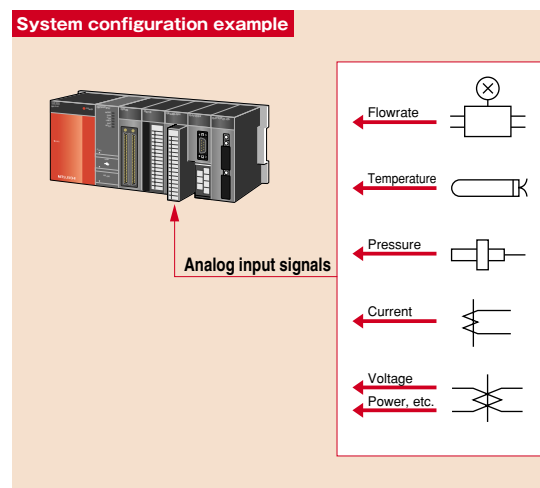 System configuration example
Flowrate
Temperature
Pressure
Analog input signals
Current
Voltage
Power, etc.